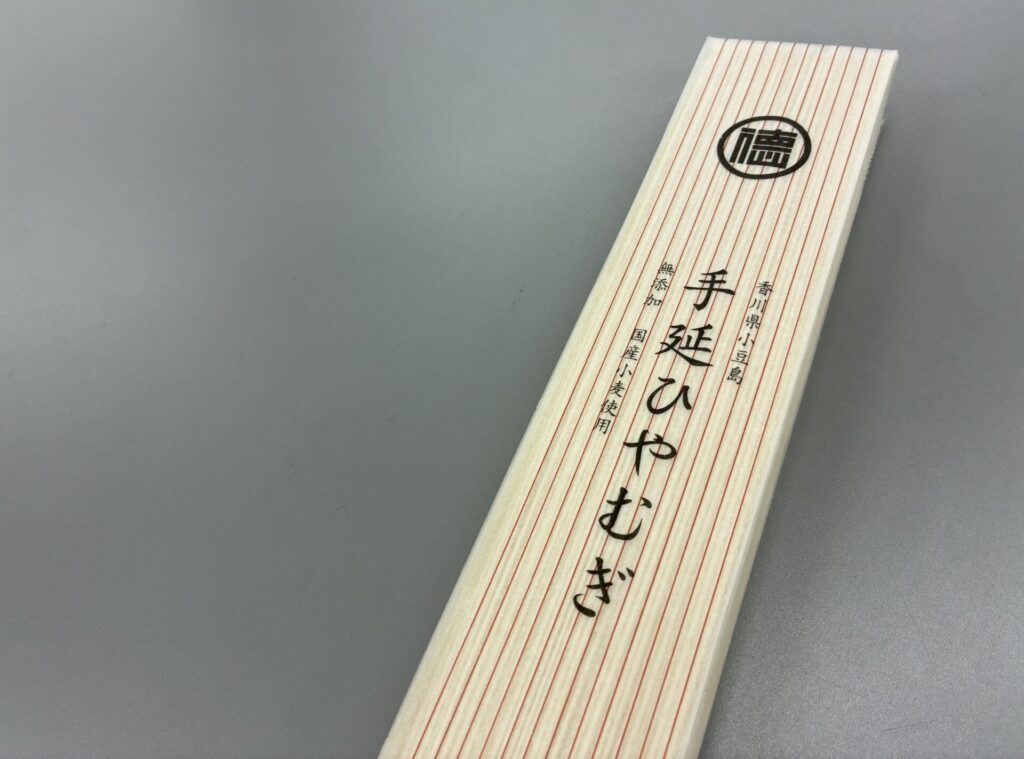 徳
香川県小豆島
手延ひやむぎ
無添加 国産小麦使用